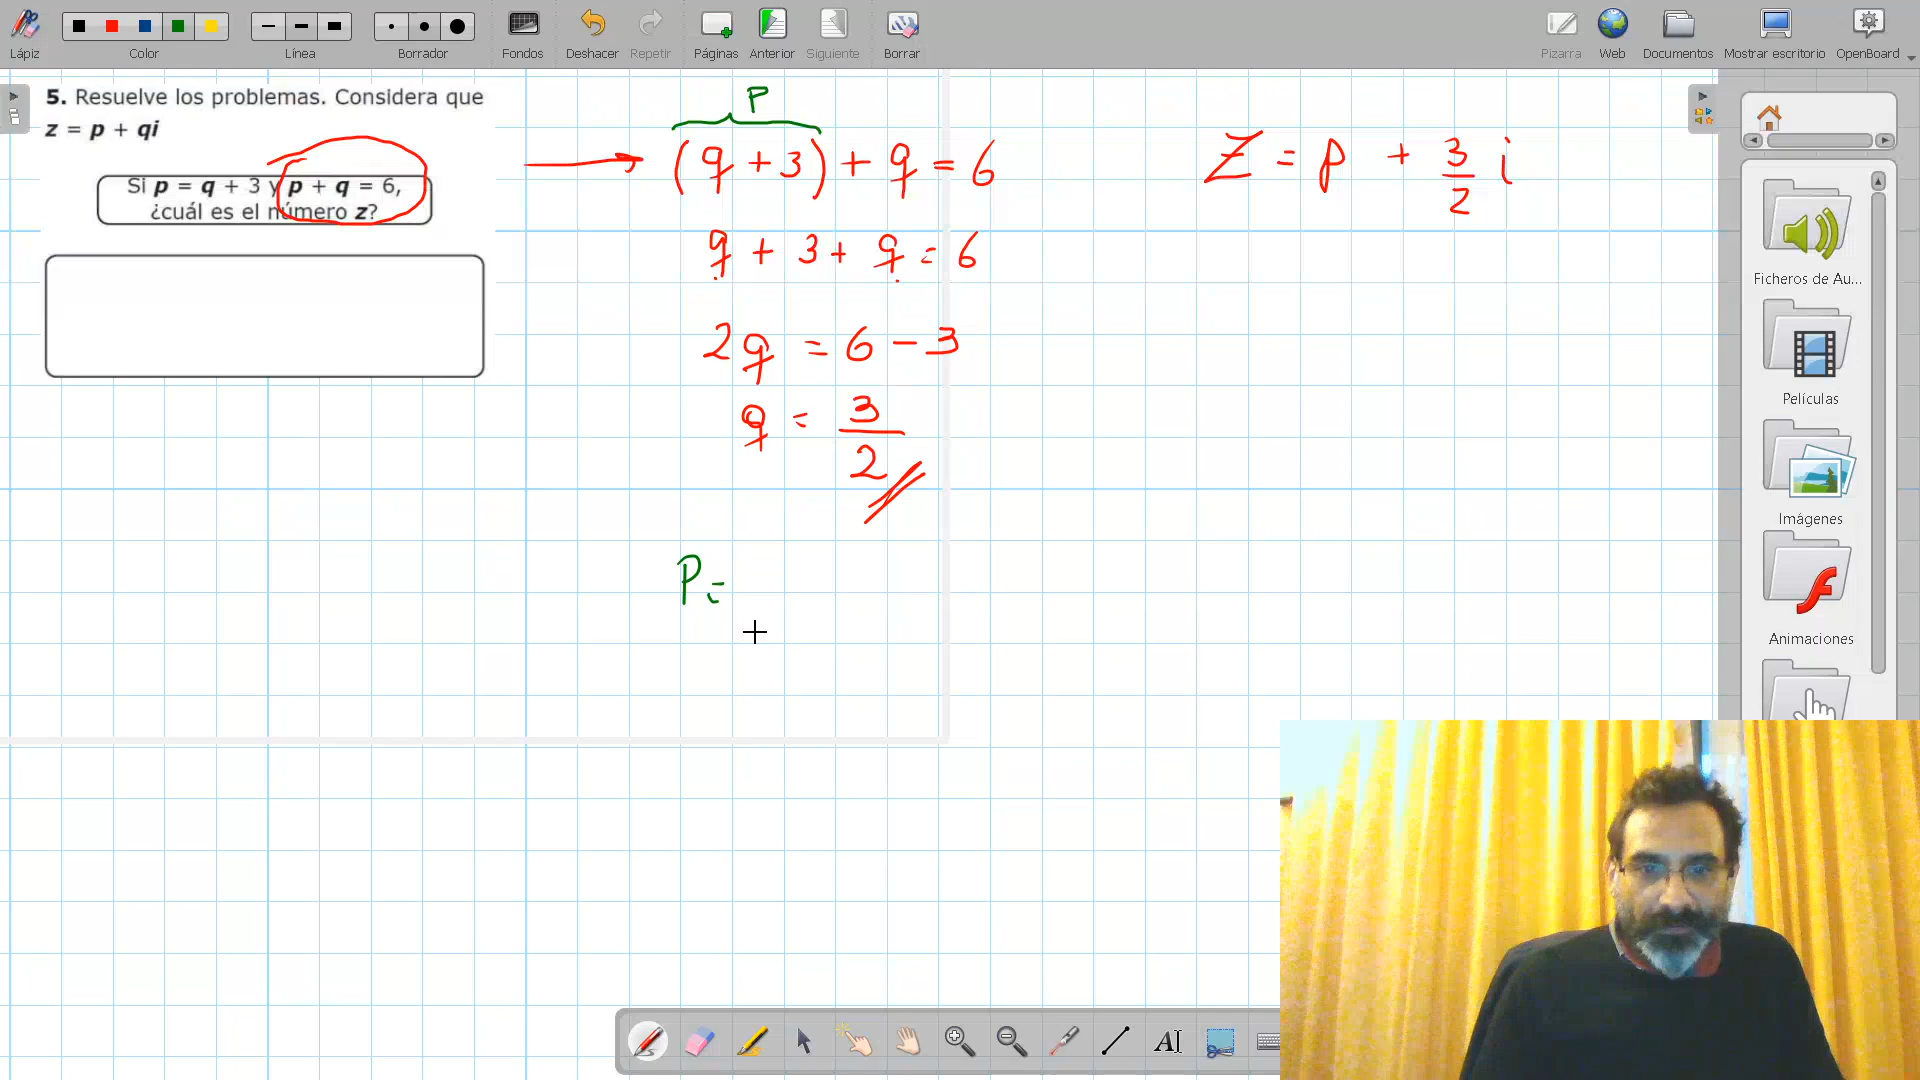 Lápiz
Color
Línea
Borrador
Fondos
Deshacer
Repetir
Páginas
Anterior
Siguiente
Borrar
Pizarra
Web
Documentos
Mostrar escritorio
OpenBoard
5. Resuelve los problemas. Considera que
z = p + qi
Si p = q + 3 y p + q = 6,
¿cuál es el número z?
P
(q + 3) + q = 6
q + 3 + q = 6
2q = 6 - 3
q = 3/2
P =
Z = p + 3/2 i
Ficheros de Au...
Películas
Imágenes
Animaciones
AI